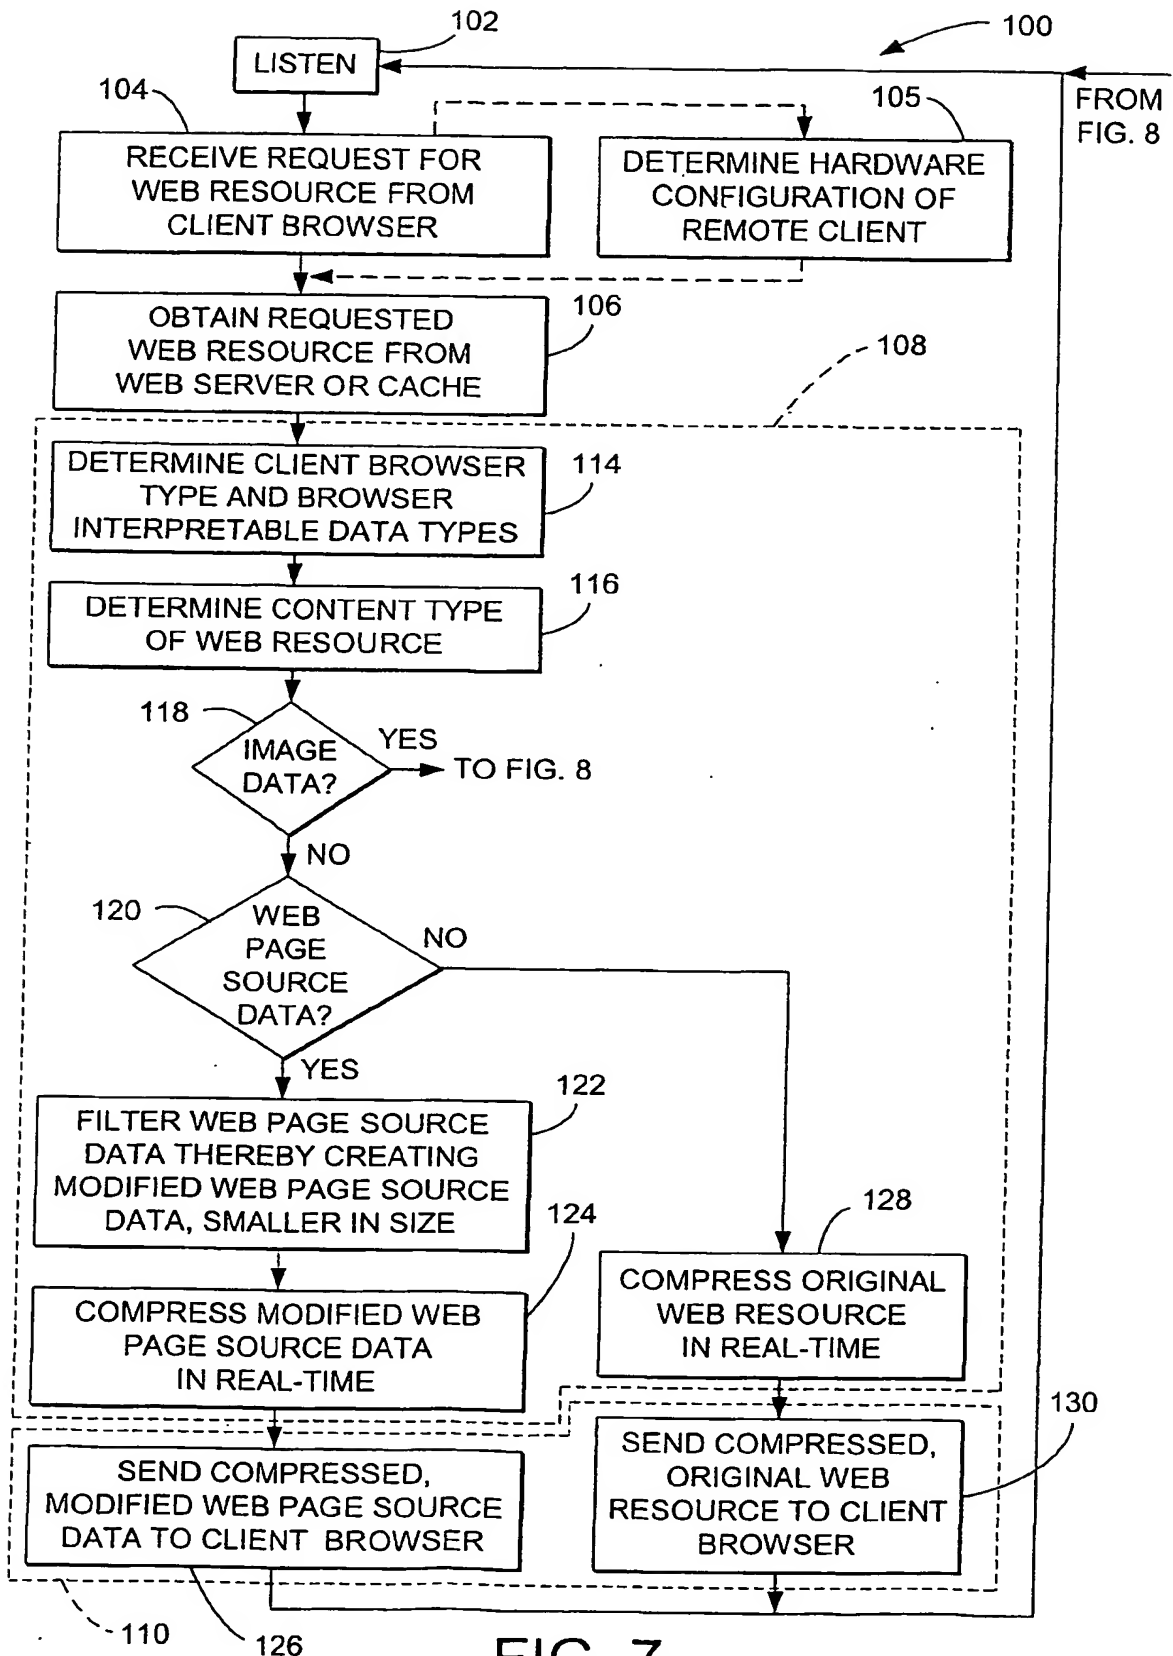 102
100
LISTEN
104
105
FROM
FIG. 8
RECEIVE REQUEST FOR
WEB RESOURCE FROM
CLIENT BROWSER
DETERMINE HARDWARE
CONFIGURATION OF
REMOTE CLIENT
106
OBTAIN REQUESTED
WEB RESOURCE FROM
WEB SERVER OR CACHE
108
DETERMINE CLIENT BROWSER
TYPE AND BROWSER
INTERPRETABLE DATA TYPES
114
116
DETERMINE CONTENT TYPE
OF WEB RESOURCE
118
IMAGE
DATA?
YES
TO FIG. 8
NO
120
WEB
PAGE
SOURCE
DATA?
NO
YES
122
FILTER WEB PAGE SOURCE
DATA THEREBY CREATING
MODIFIED WEB PAGE SOURCE
DATA, SMALLER IN SIZE
124
128
COMPRESS MODIFIED WEB
PAGE SOURCE DATA
IN REAL-TIME
COMPRESS ORIGINAL
WEB RESOURCE
IN REAL-TIME
130
SEND COMPRESSED,
MODIFIED WEB PAGE SOURCE
DATA TO CLIENT BROWSER
SEND COMPRESSED,
ORIGINAL WEB
RESOURCE TO CLIENT
BROWSER
110
126
FIG. 7